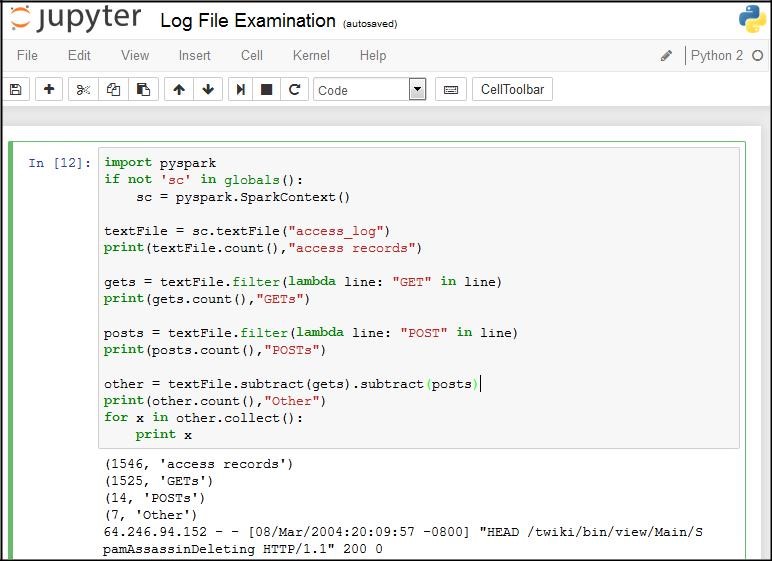 jupyter Log File Examination (autosaved)
File Edit View Insert Cell Kernel Help Python 2
Code CellToolbar
In [12]: import pyspark
if not 'sc' in globals():
    sc = pyspark.SparkContext()
textFile = sc.textFile("access_log")
print(textFile.count(),"access records")
gets = textFile.filter(lambda line: "GET" in line)
print(gets.count(),"GETs")
posts = textFile.filter(lambda line: "POST" in line)
print(posts.count(),"POSTs")
other = textFile.subtract(gets).subtract(posts)
print(other.count(),"Other")
for x in other.collect():
    print x
(1546, 'access records')
(1525, 'GETs')
(14, 'POSTs')
(7, 'Other')
64.246.94.152 - - [08/Mar/2004:20:09:57 -0800] "HEAD /twiki/bin/view/Main/S
pamAssassinDeleting HTTP/1.1" 200 0